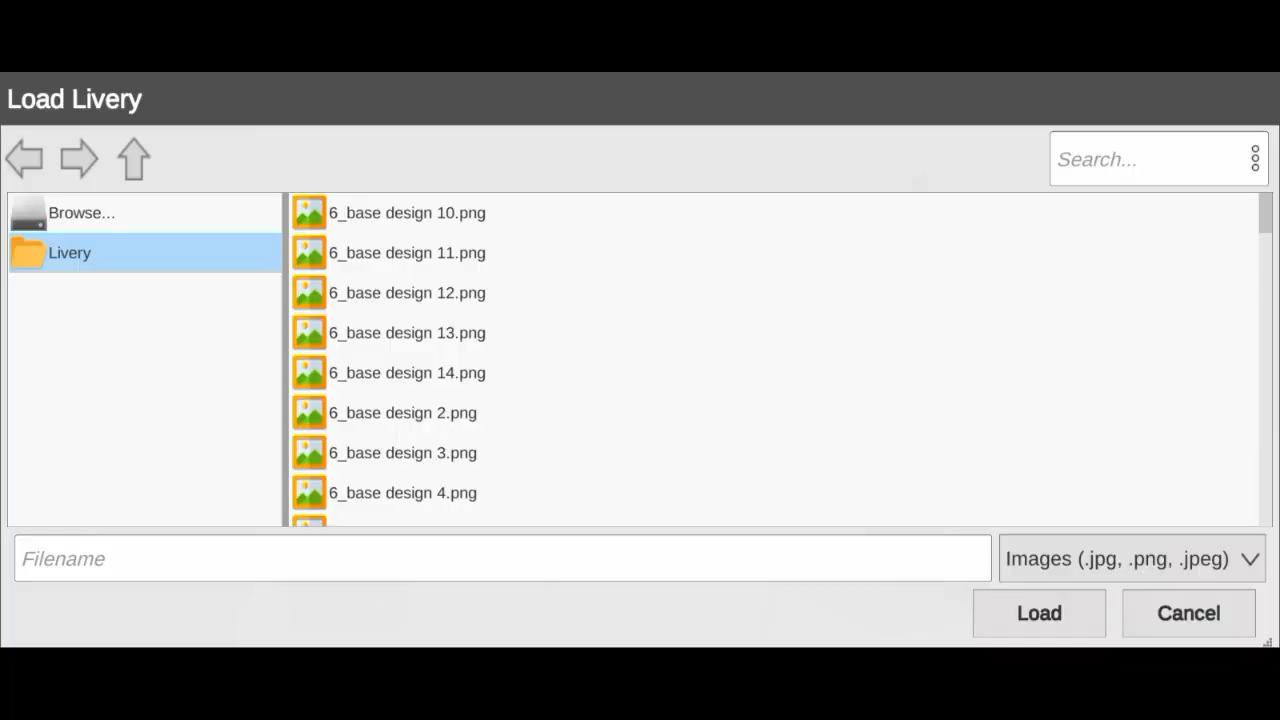 Load Livery
Search...
Browse...
Livery
6_base design 10.png
6_base design 11.png
6_base design 12.png
6_base design 13.png
6_base design 14.png
6_base design 2.png
6_base design 3.png
6_base design 4.png
Filename
Images (.jpg, .png, .jpeg)
Load
Cancel